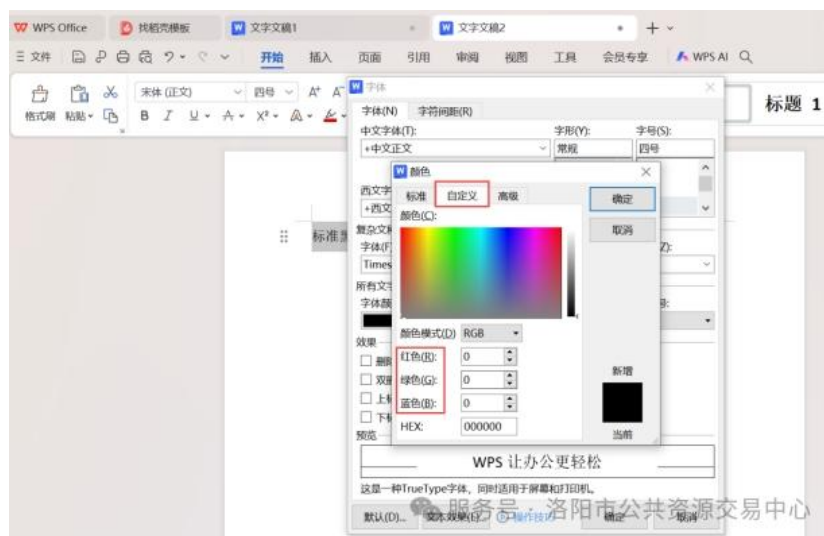 WPS Office 找稻壳模板 文字文稿1 文字文稿2
三 文件 开始 插入 页面 引用 审阅 视图 工具 会员专享 WPS AI
宋体 (正文) 四号 A⁺ A⁻
格式刷 粘贴 B I U A X² A 标题 1
字体
字体(N) 字符间距(R)
中文字体(T): 字形(Y): 字号(S):
+中文正文 常规 四号
颜色
西文字
标准 自定义 高级 确定
+西文
颜色(C):
取消
标准
复杂文
字体(F) Z):
Times
所有文字
字体颜 号:
颜色模式(D) RGB
效果
红色(R): 0
删除
绿色(G): 0 新增
双删
蓝色(B): 0
上标
下标
HEX: 000000 当前
预览
WPS 让办公更轻松
这是一种TrueType字体，同时适用于屏幕和打印机。
默认(D)... 文本效果(E)... 操作技巧 确定 取消
服务号 · 洛阳市公共资源交易中心